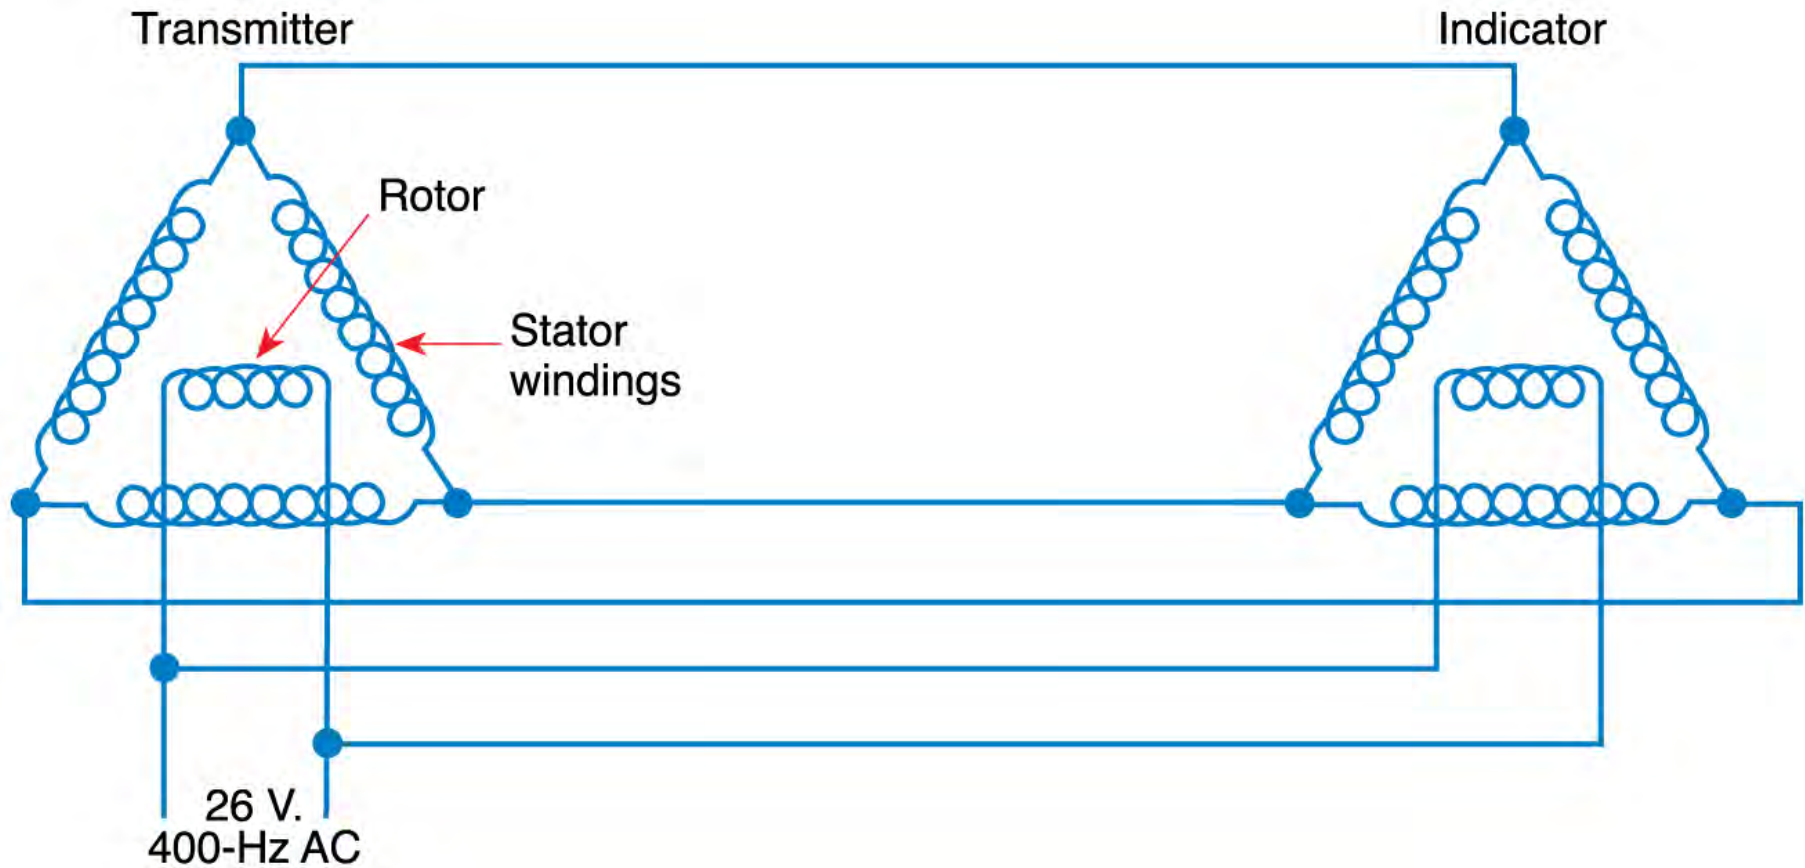 Transmitter
Indicator
Rotor
Stator
windings
26 V.
400-Hz AC